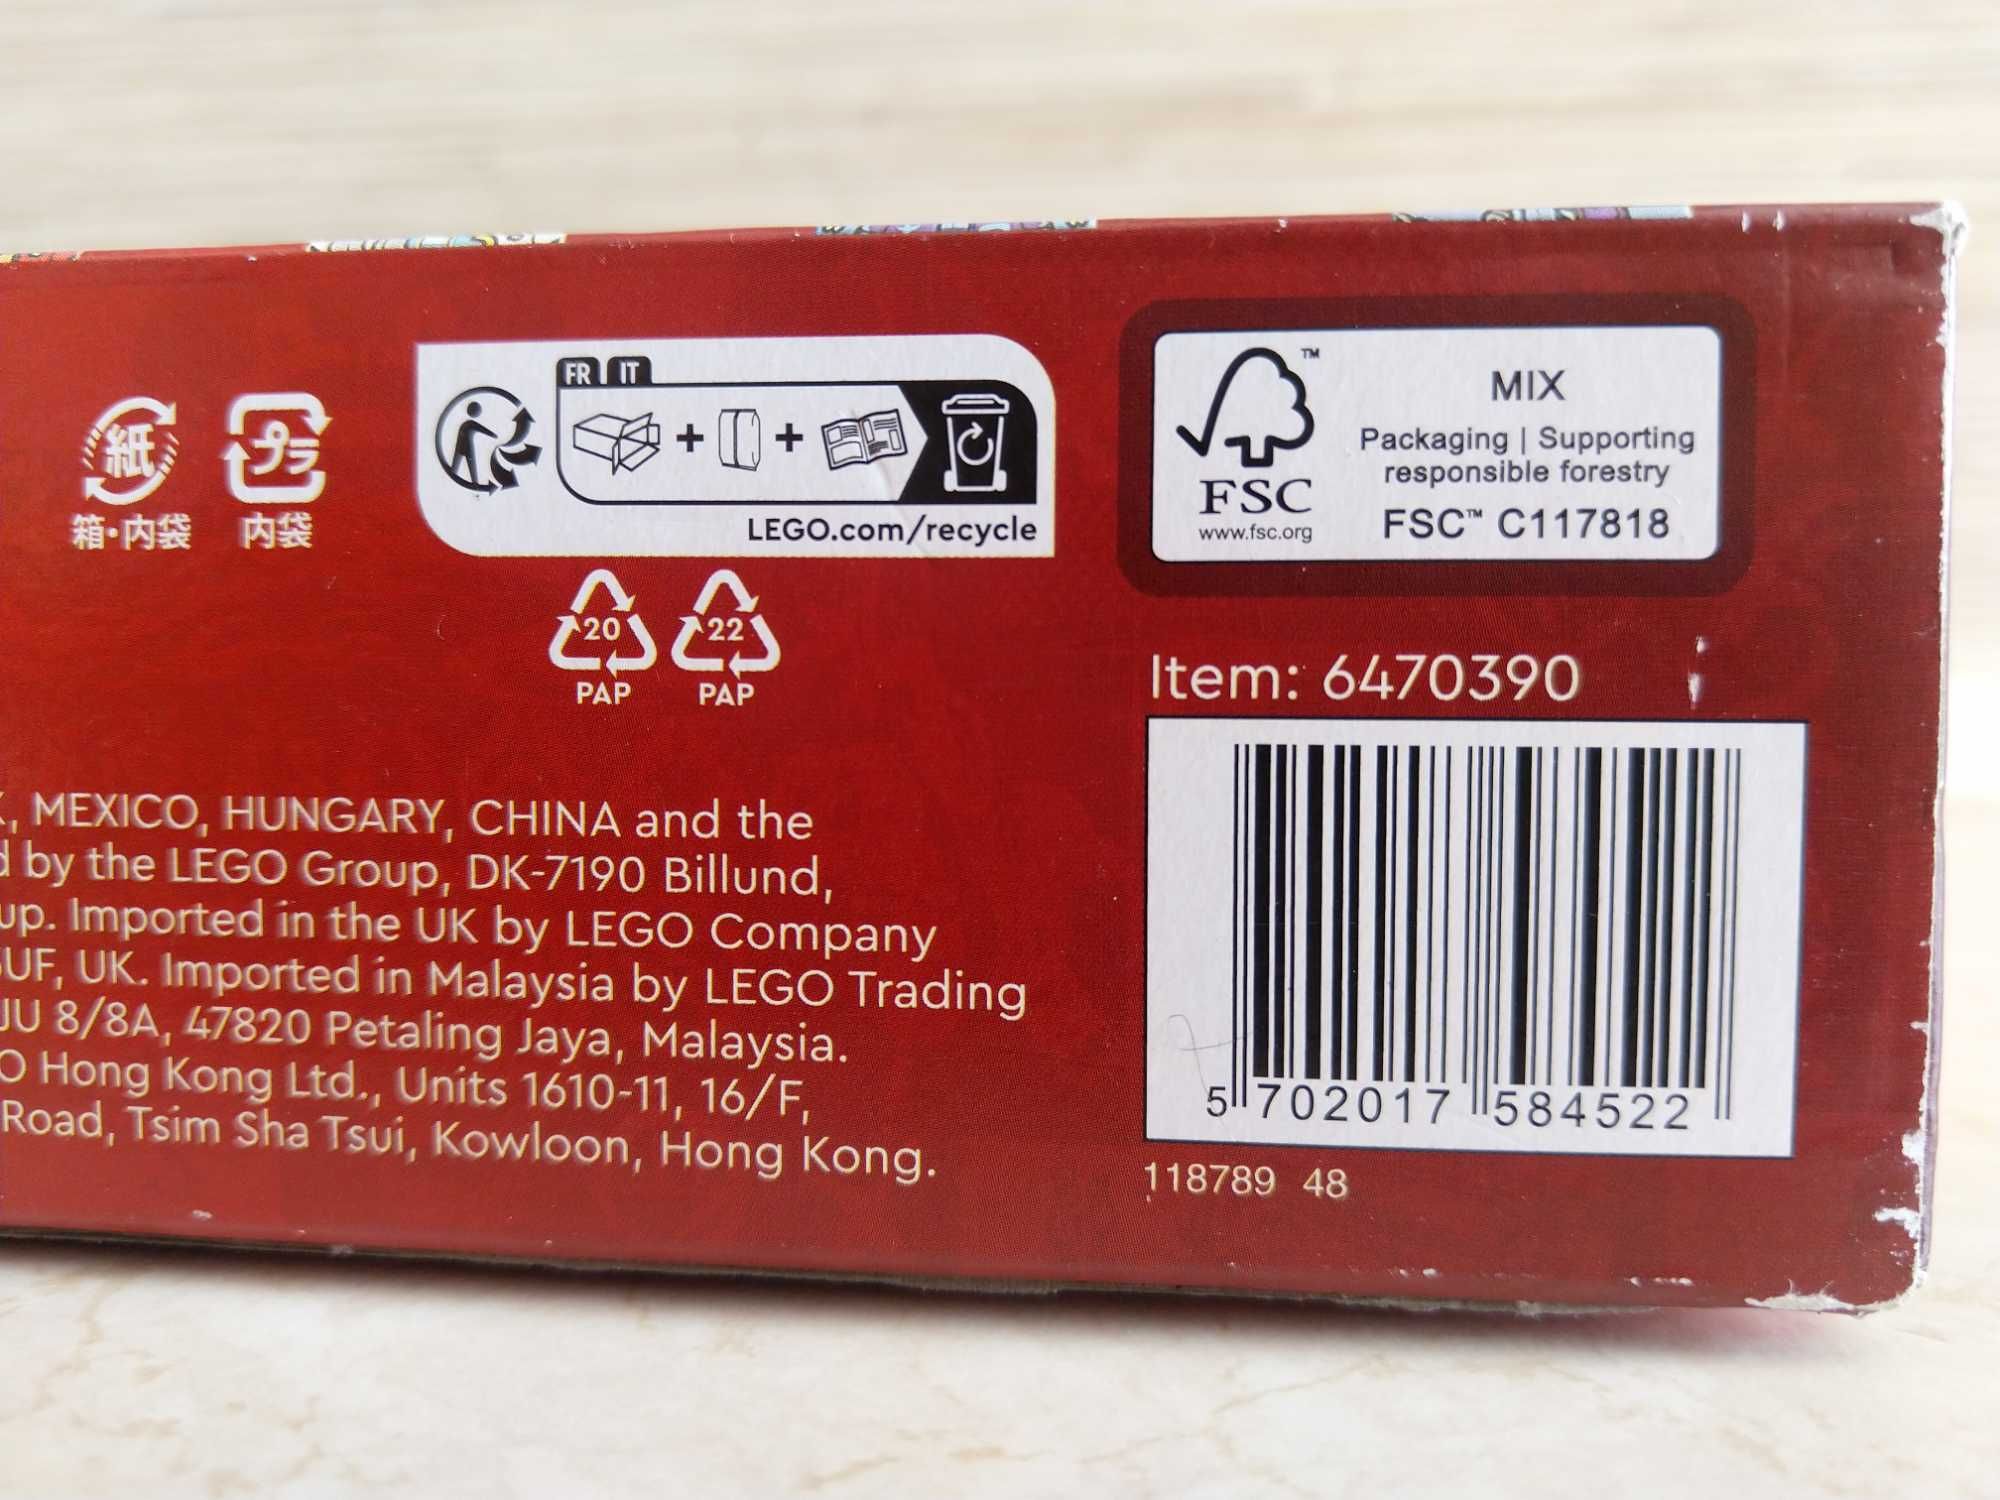 紙
箱・内袋
プラ
内袋
FR IT
LEGO.com/recycle
20
PAP
22
PAP
FSC
www.fsc.org
™
MIX
Packaging | Supporting
responsible forestry
FSC™ C117818
Item: 6470390
5 702017 584522
118789 48
, MEXICO, HUNGARY, CHINA and the
by the LEGO Group, DK-7190 Billund,
Imported in the UK by LEGO Company
UK. Imported in Malaysia by LEGO Trading
8/8A, 47820 Petaling Jaya, Malaysia.
Hong Kong Ltd., Units 1610-11, 16/F,
Road, Tsim Sha Tsui, Kowloon, Hong Kong.